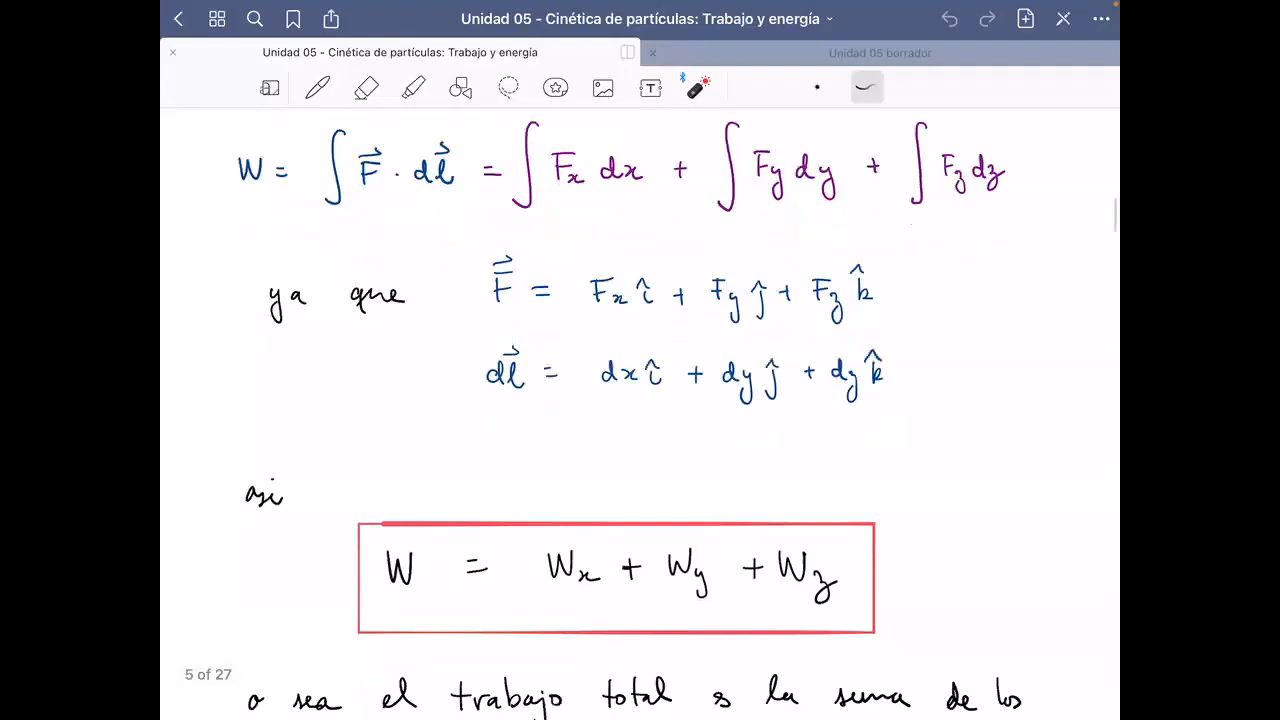 Unidad 05 - Cinética de partículas: Trabajo y energía
Unidad 05 - Cinética de partículas: Trabajo y energía
Unidad 05 borrador
W = ∫ F⃗ · dl⃗ = ∫ Fx dx + ∫ Fy dy + ∫ Fz dz
ya que F⃗ = Fx î + Fy ĵ + Fz k̂
dl⃗ = dx î + dy ĵ + dz k̂
asi
W = Wx + Wy + Wz
5 of 27
o sea el trabajo total es la suma de los